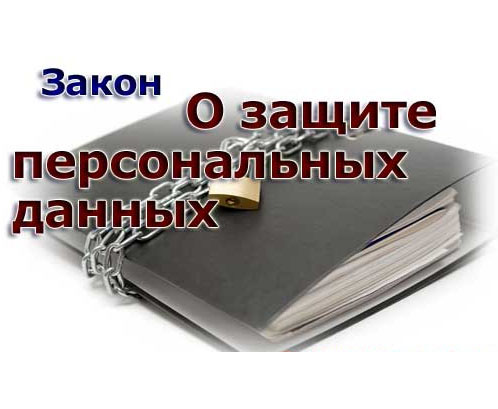 Закон
О защите
персональных
данных